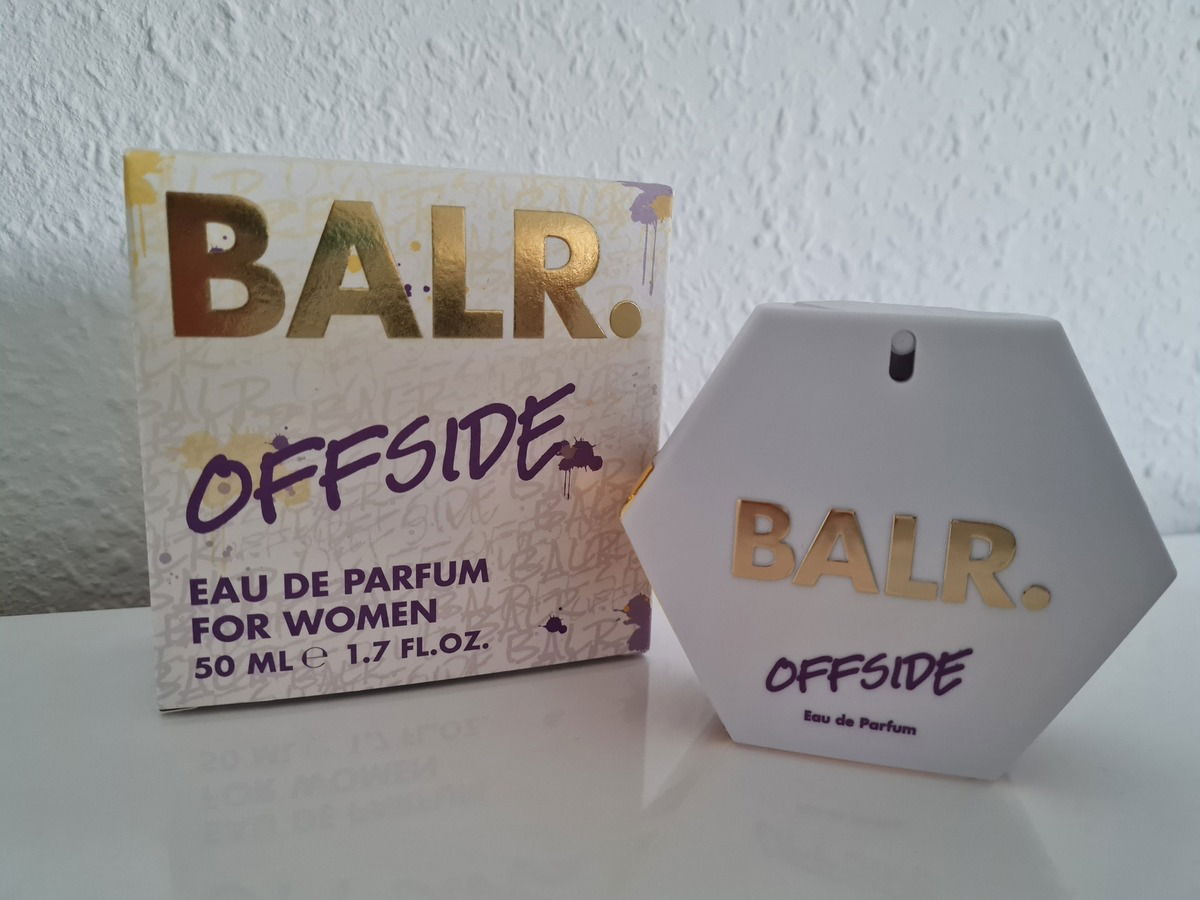 BALR.
OFFSIDE
EAU DE PARFUM
FOR WOMEN
50 ML ℮ 1.7 FL.OZ.
BALR.
OFFSIDE
Eau de Parfum